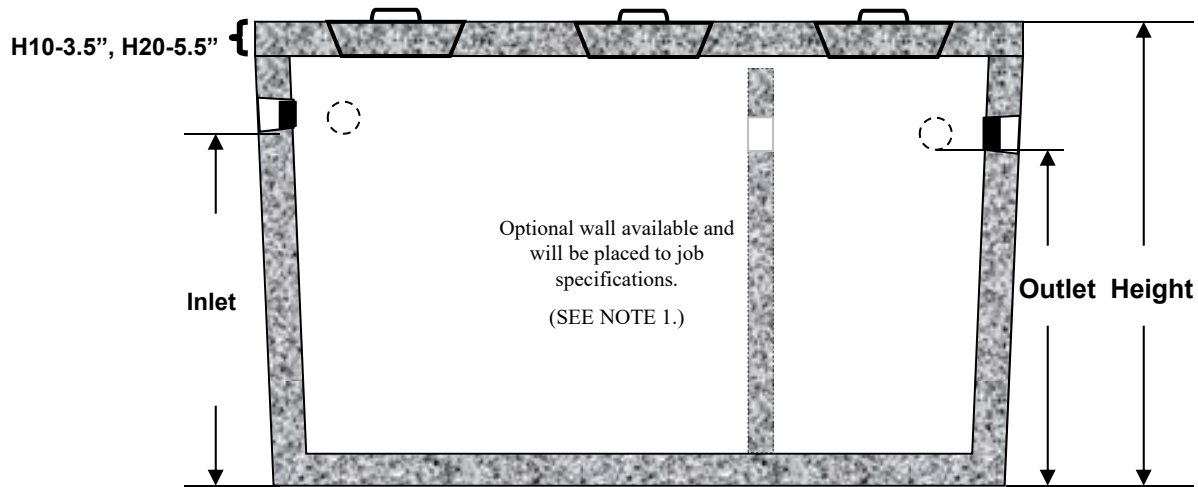 H10-3.5”, H20-5.5”
Optional wall available and
will be placed to job
specifications.
(SEE NOTE 1.)
Inlet
Outlet
Height